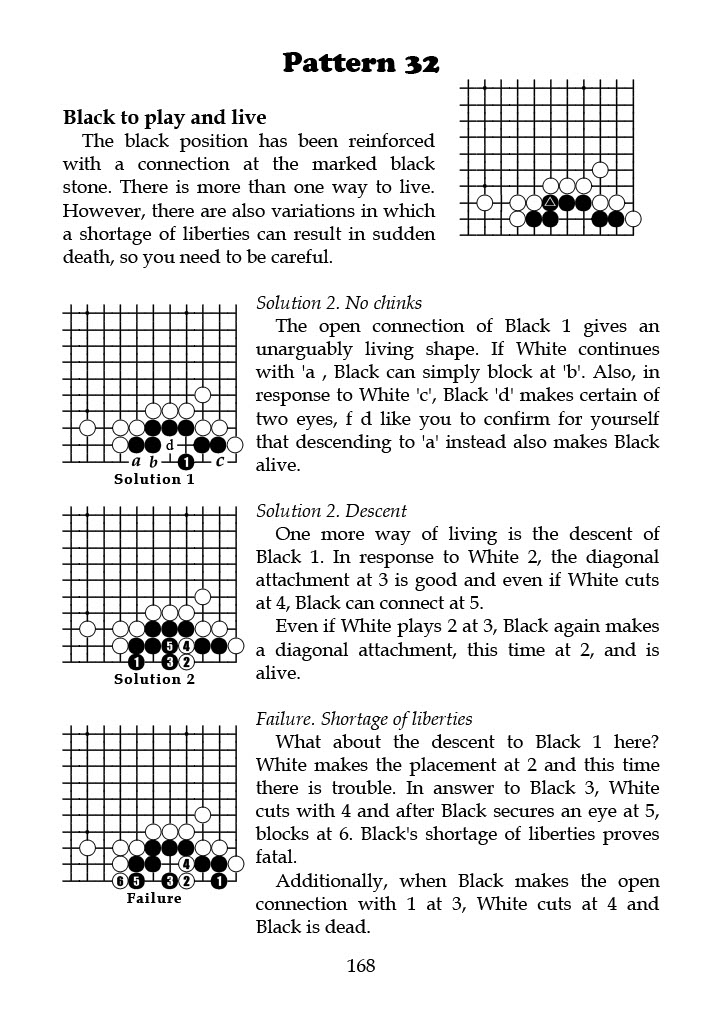 Pattern 32
Black to play and live
The black position has been reinforced
with a connection at the marked black
stone. There is more than one way to live.
However, there are also variations in which
a shortage of liberties can result in sudden
death, so you need to be careful.
Solution 2. No chinks
The open connection of Black 1 gives an
unarguably living shape. If White continues
with 'a , Black can simply block at 'b'. Also, in
response to White 'c', Black 'd' makes certain of
two eyes, f d like you to confirm for yourself
that descending to 'a' instead also makes Black
alive.
d
a b 1 c
Solution 1
Solution 2. Descent
One more way of living is the descent of
Black 1. In response to White 2, the diagonal
attachment at 3 is good and even if White cuts
at 4, Black can connect at 5.
Even if White plays 2 at 3, Black again makes
a diagonal attachment, this time at 2, and is
alive.
5 4
1 3 2
Solution 2
Failure. Shortage of liberties
What about the descent to Black 1 here?
White makes the placement at 2 and this time
there is trouble. In answer to Black 3, White
cuts with 4 and after Black secures an eye at 5,
blocks at 6. Black's shortage of liberties proves
fatal.
Additionally, when Black makes the open
connection with 1 at 3, White cuts at 4 and
Black is dead.
4
6 5 3 2 1
Failure
168